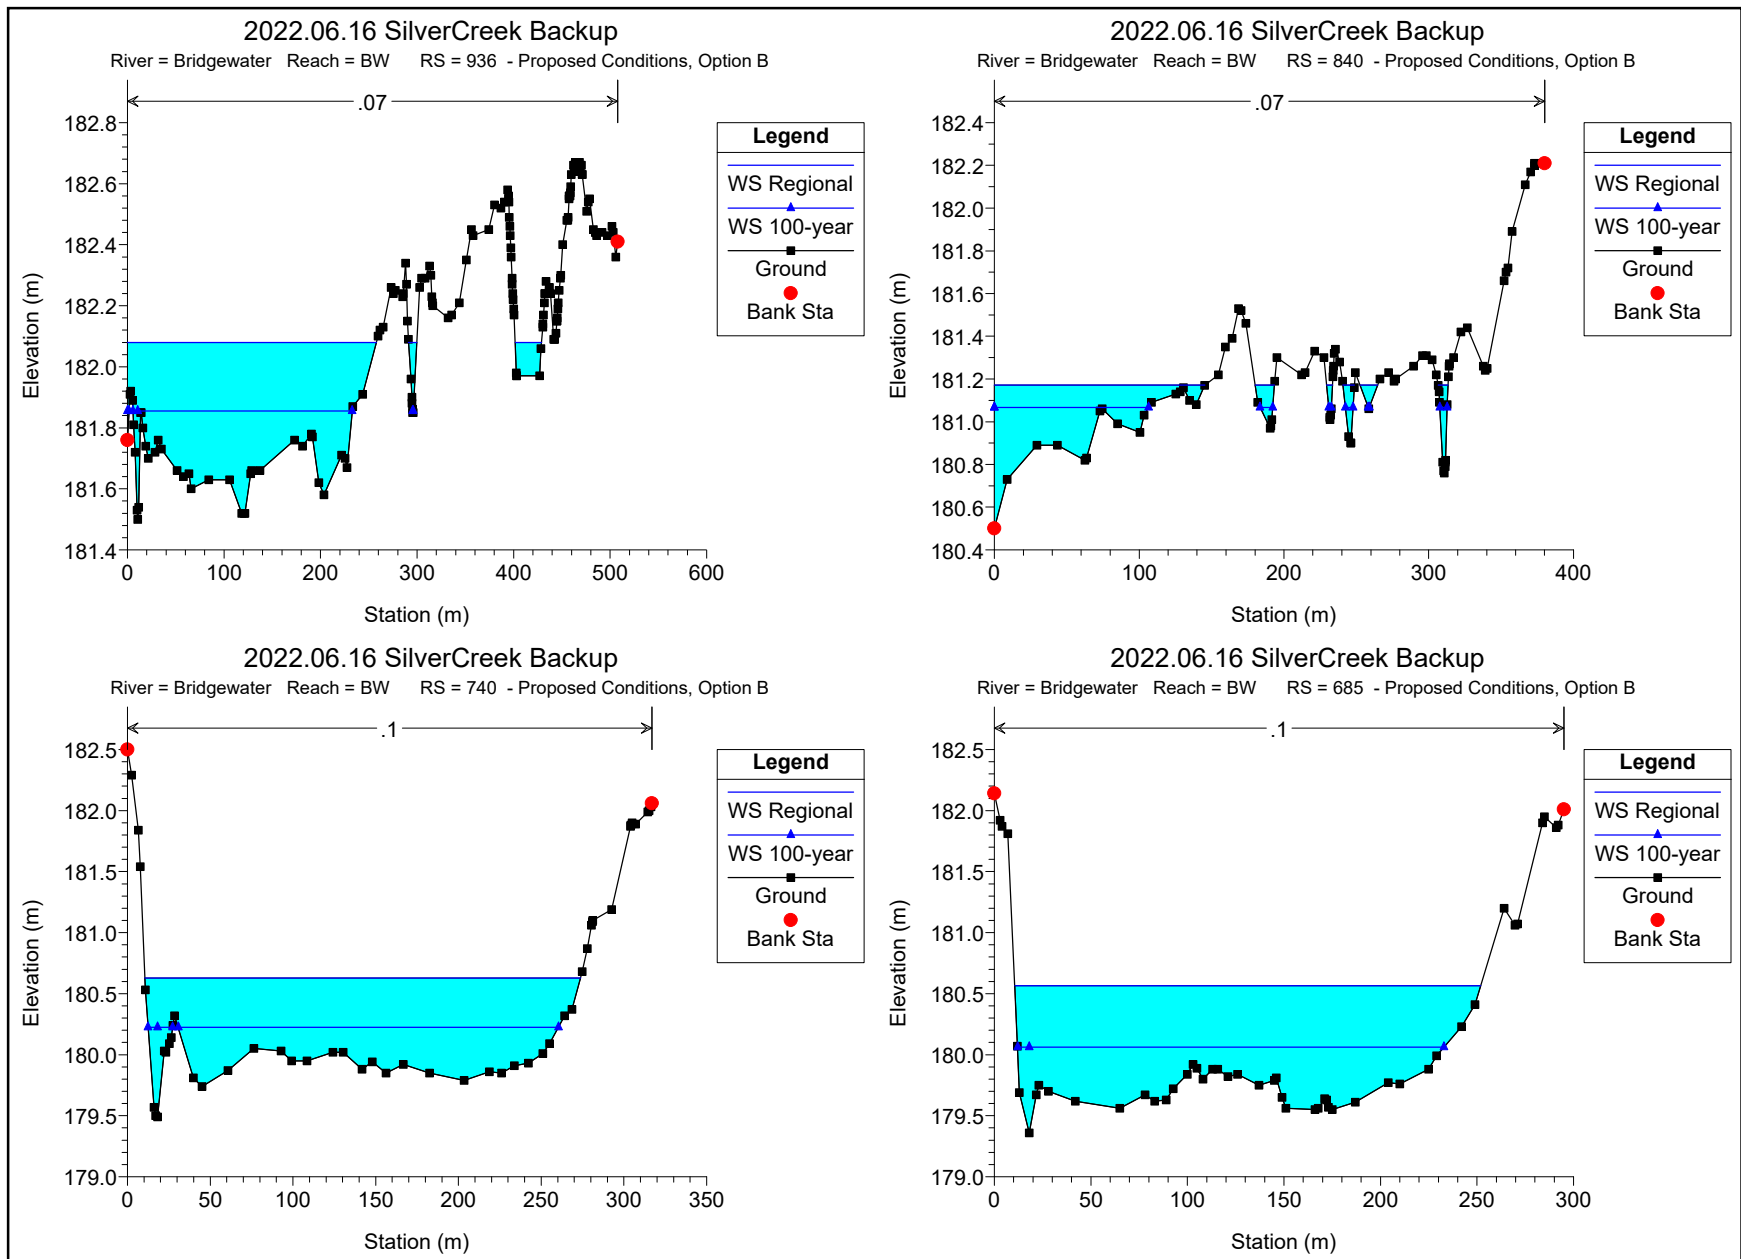 2022.06.16 SilverCreek Backup
River = Bridgewater Reach = BW RS = 936 - Proposed Conditions, Option B
.07
182.8
182.6
182.4
182.2
182.0
181.8
181.6
181.4
0 100 200 300 400 500 600
Station (m)
Elevation (m)
Legend
WS Regional
WS 100-year
Ground
Bank Sta
2022.06.16 SilverCreek Backup
River = Bridgewater Reach = BW RS = 840 - Proposed Conditions, Option B
.07
182.4
182.2
182.0
181.8
181.6
181.4
181.2
181.0
180.8
180.6
180.4
0 100 200 300 400
Station (m)
Elevation (m)
Legend
WS Regional
WS 100-year
Ground
Bank Sta
2022.06.16 SilverCreek Backup
River = Bridgewater Reach = BW RS = 740 - Proposed Conditions, Option B
.1
182.5
182.0
181.5
181.0
180.5
180.0
179.5
179.0
0 50 100 150 200 250 300 350
Station (m)
Elevation (m)
Legend
WS Regional
WS 100-year
Ground
Bank Sta
2022.06.16 SilverCreek Backup
River = Bridgewater Reach = BW RS = 685 - Proposed Conditions, Option B
.1
182.5
182.0
181.5
181.0
180.5
180.0
179.5
179.0
0 50 100 150 200 250 300
Station (m)
Elevation (m)
Legend
WS Regional
WS 100-year
Ground
Bank Sta